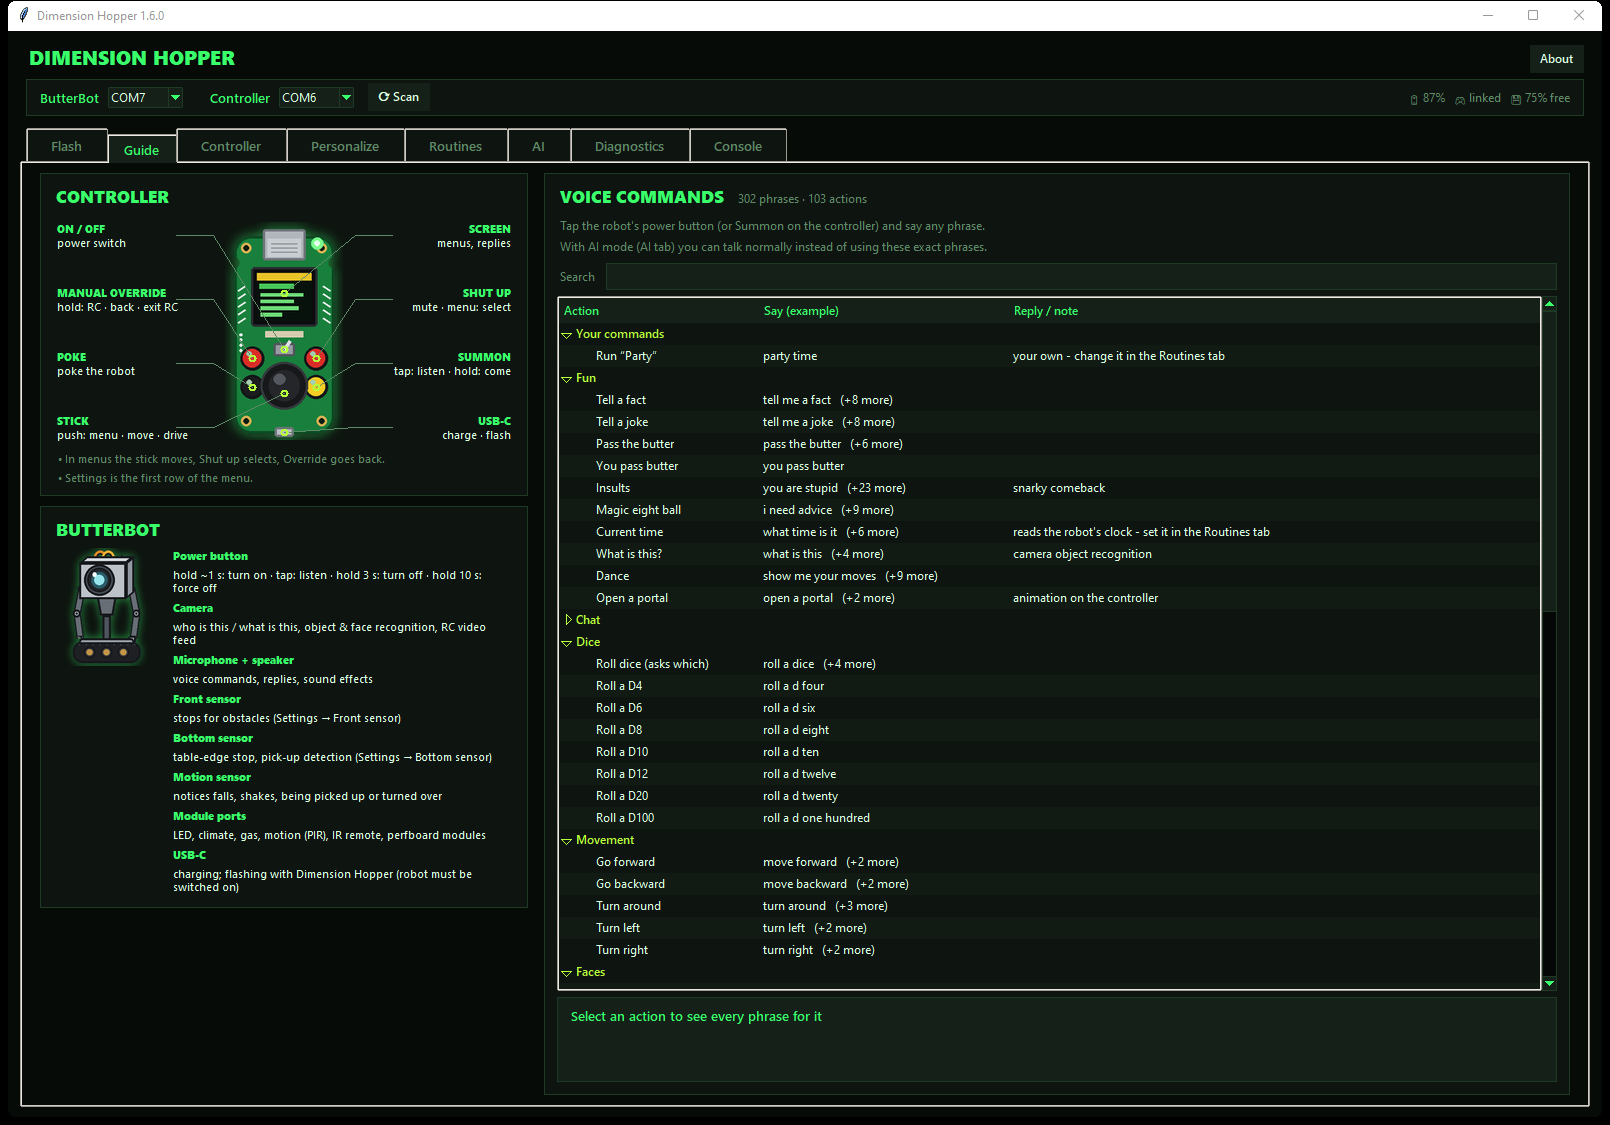 Dimension Hopper 1.6.0
DIMENSION HOPPER
About
ButterBot COM7 Controller COM6 Scan
87% linked 75% free
Flash Guide Controller Personalize Routines AI Diagnostics Console
CONTROLLER
ON / OFF
power switch
SCREEN
menus, replies
MANUAL OVERRIDE
hold: RC · back · exit RC
SHUT UP
mute · menu: select
POKE
poke the robot
SUMMON
tap: listen · hold: come
STICK
push: menu · move · drive
USB-C
charge · flash
• In menus the stick moves, Shut up selects, Override goes back.
• Settings is the first row of the menu.
BUTTERBOT
Power button
hold ~1 s: turn on · tap: listen · hold 3 s: turn off · hold 10 s:
force off
Camera
who is this / what is this, object & face recognition, RC video
feed
Microphone + speaker
voice commands, replies, sound effects
Front sensor
stops for obstacles (Settings → Front sensor)
Bottom sensor
table-edge stop, pick-up detection (Settings → Bottom sensor)
Motion sensor
notices falls, shakes, being picked up or turned over
Module ports
LED, climate, gas, motion (PIR), IR remote, perfboard modules
USB-C
charging; flashing with Dimension Hopper (robot must be
switched on)
VOICE COMMANDS 302 phrases · 103 actions
Tap the robot's power button (or Summon on the controller) and say any phrase.
With AI mode (AI tab) you can talk normally instead of using these exact phrases.
Search
Action Say (example) Reply / note
Your commands
Run “Party” party time your own - change it in the Routines tab
Fun
Tell a fact tell me a fact (+8 more)
Tell a joke tell me a joke (+8 more)
Pass the butter pass the butter (+6 more)
You pass butter you pass butter
Insults you are stupid (+23 more) snarky comeback
Magic eight ball i need advice (+9 more)
Current time what time is it (+6 more) reads the robot's clock - set it in the Routines tab
What is this? what is this (+4 more) camera object recognition
Dance show me your moves (+9 more)
Open a portal open a portal (+2 more) animation on the controller
Chat
Dice
Roll dice (asks which) roll a dice (+4 more)
Roll a D4 roll a d four
Roll a D6 roll a d six
Roll a D8 roll a d eight
Roll a D10 roll a d ten
Roll a D12 roll a d twelve
Roll a D20 roll a d twenty
Roll a D100 roll a d one hundred
Movement
Go forward move forward (+2 more)
Go backward move backward (+2 more)
Turn around turn around (+3 more)
Turn left turn left (+2 more)
Turn right turn right (+2 more)
Faces
Select an action to see every phrase for it